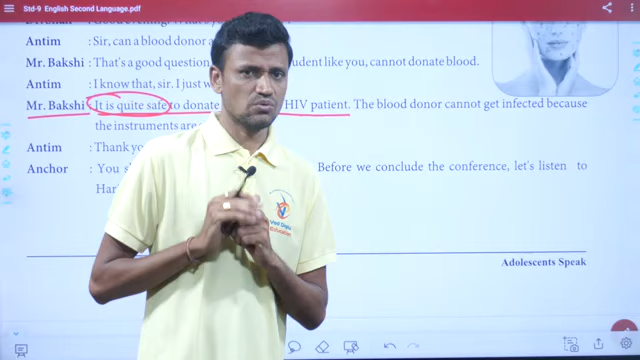 Std-9 English Second Language.pdf
Antim : Sir, can a blood donor
Mr. Bakshi : That's a good question, student like you, cannot donate blood.
Antim : I know that, sir. I just
Mr. Bakshi : It is quite safe to donate HIV patient. The blood donor cannot get infected because
the instruments are
Antim : Thank
Anchor : You Before we conclude the conference, let's listen to
Adolescents Speak
Education